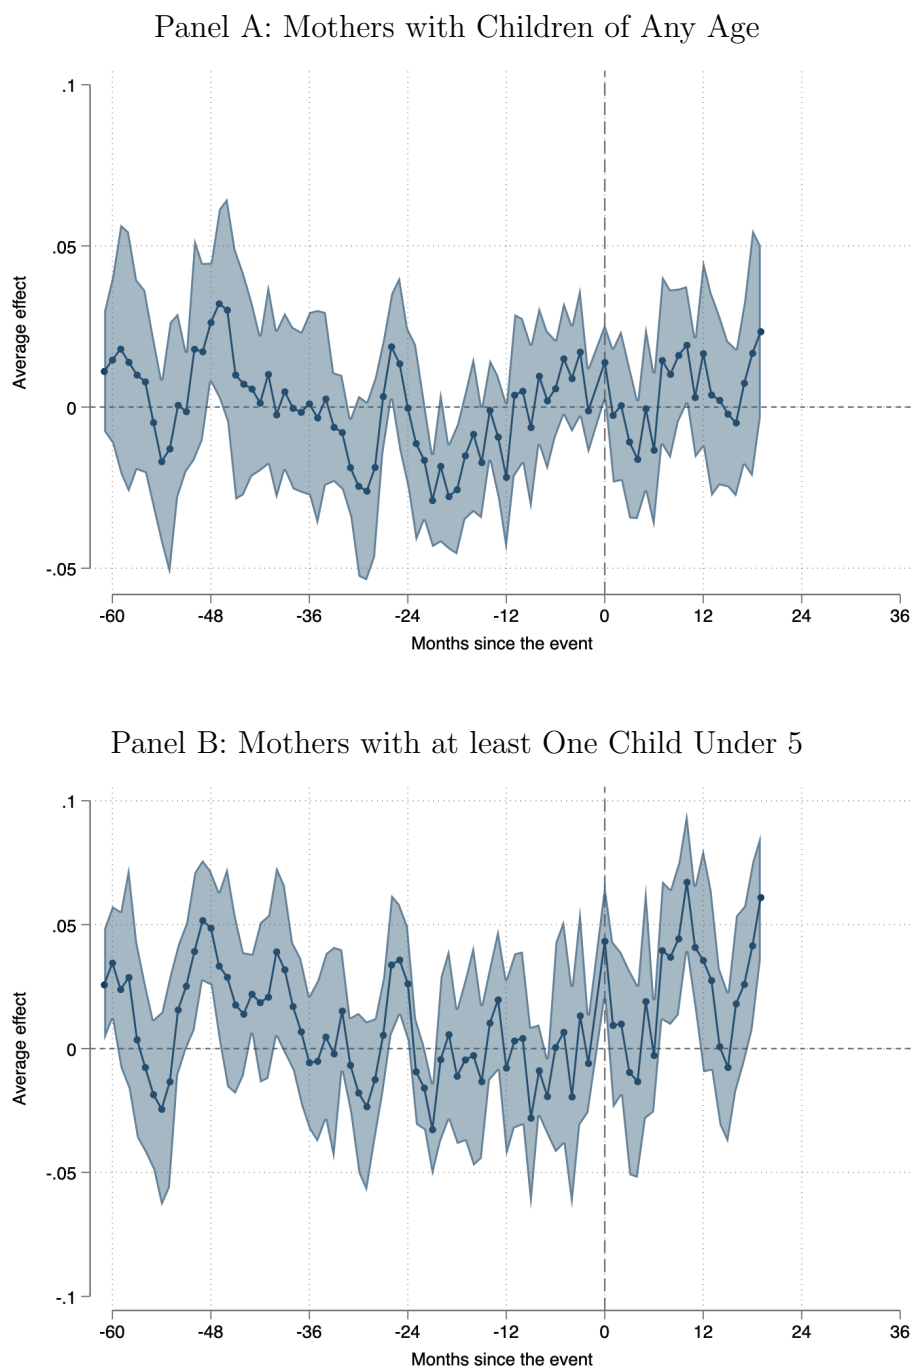 Panel A: Mothers with Children of Any Age
.1
.05
0
-.05
Average effect
-60 -48 -36 -24 -12 0 12 24 36
Months since the event
Panel B: Mothers with at least One Child Under 5
.1
.05
0
-.05
-.1
Average effect
-60 -48 -36 -24 -12 0 12 24 36
Months since the event